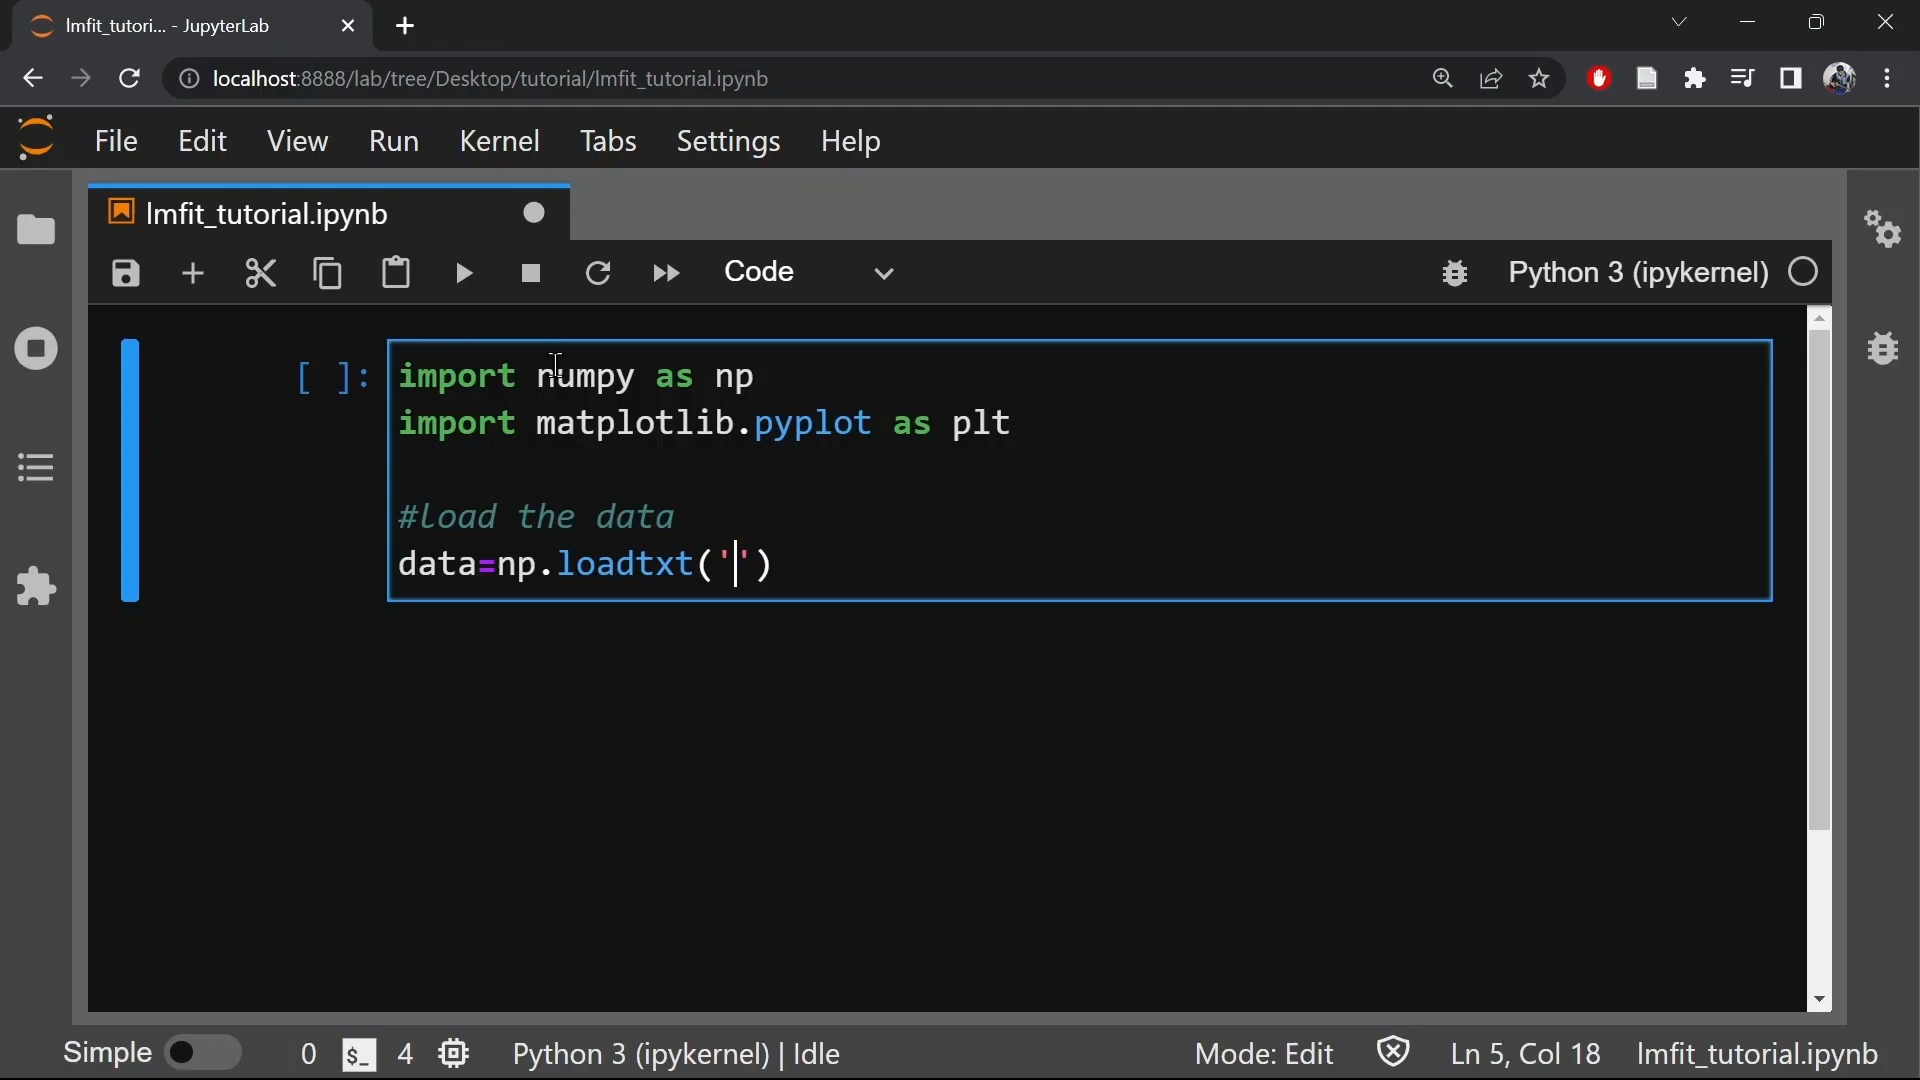 lmfit_tutori... - JupyterLab
localhost:8888/lab/tree/Desktop/tutorial/lmfit_tutorial.ipynb
File Edit View Run Kernel Tabs Settings Help
lmfit_tutorial.ipynb
Code Python 3 (ipykernel)
[ ]: import numpy as np
import matplotlib.pyplot as plt
#load the data
data=np.loadtxt('')
Simple 0 $_ 4 Python 3 (ipykernel) | Idle Mode: Edit Ln 5, Col 18 lmfit_tutorial.ipynb